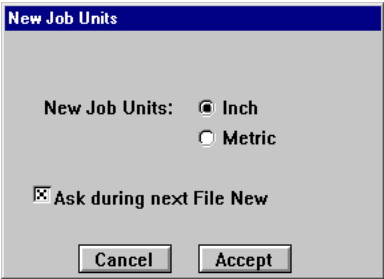 New Job Units
New Job Units: Inch
Metric
Ask during next File New
Cancel Accept